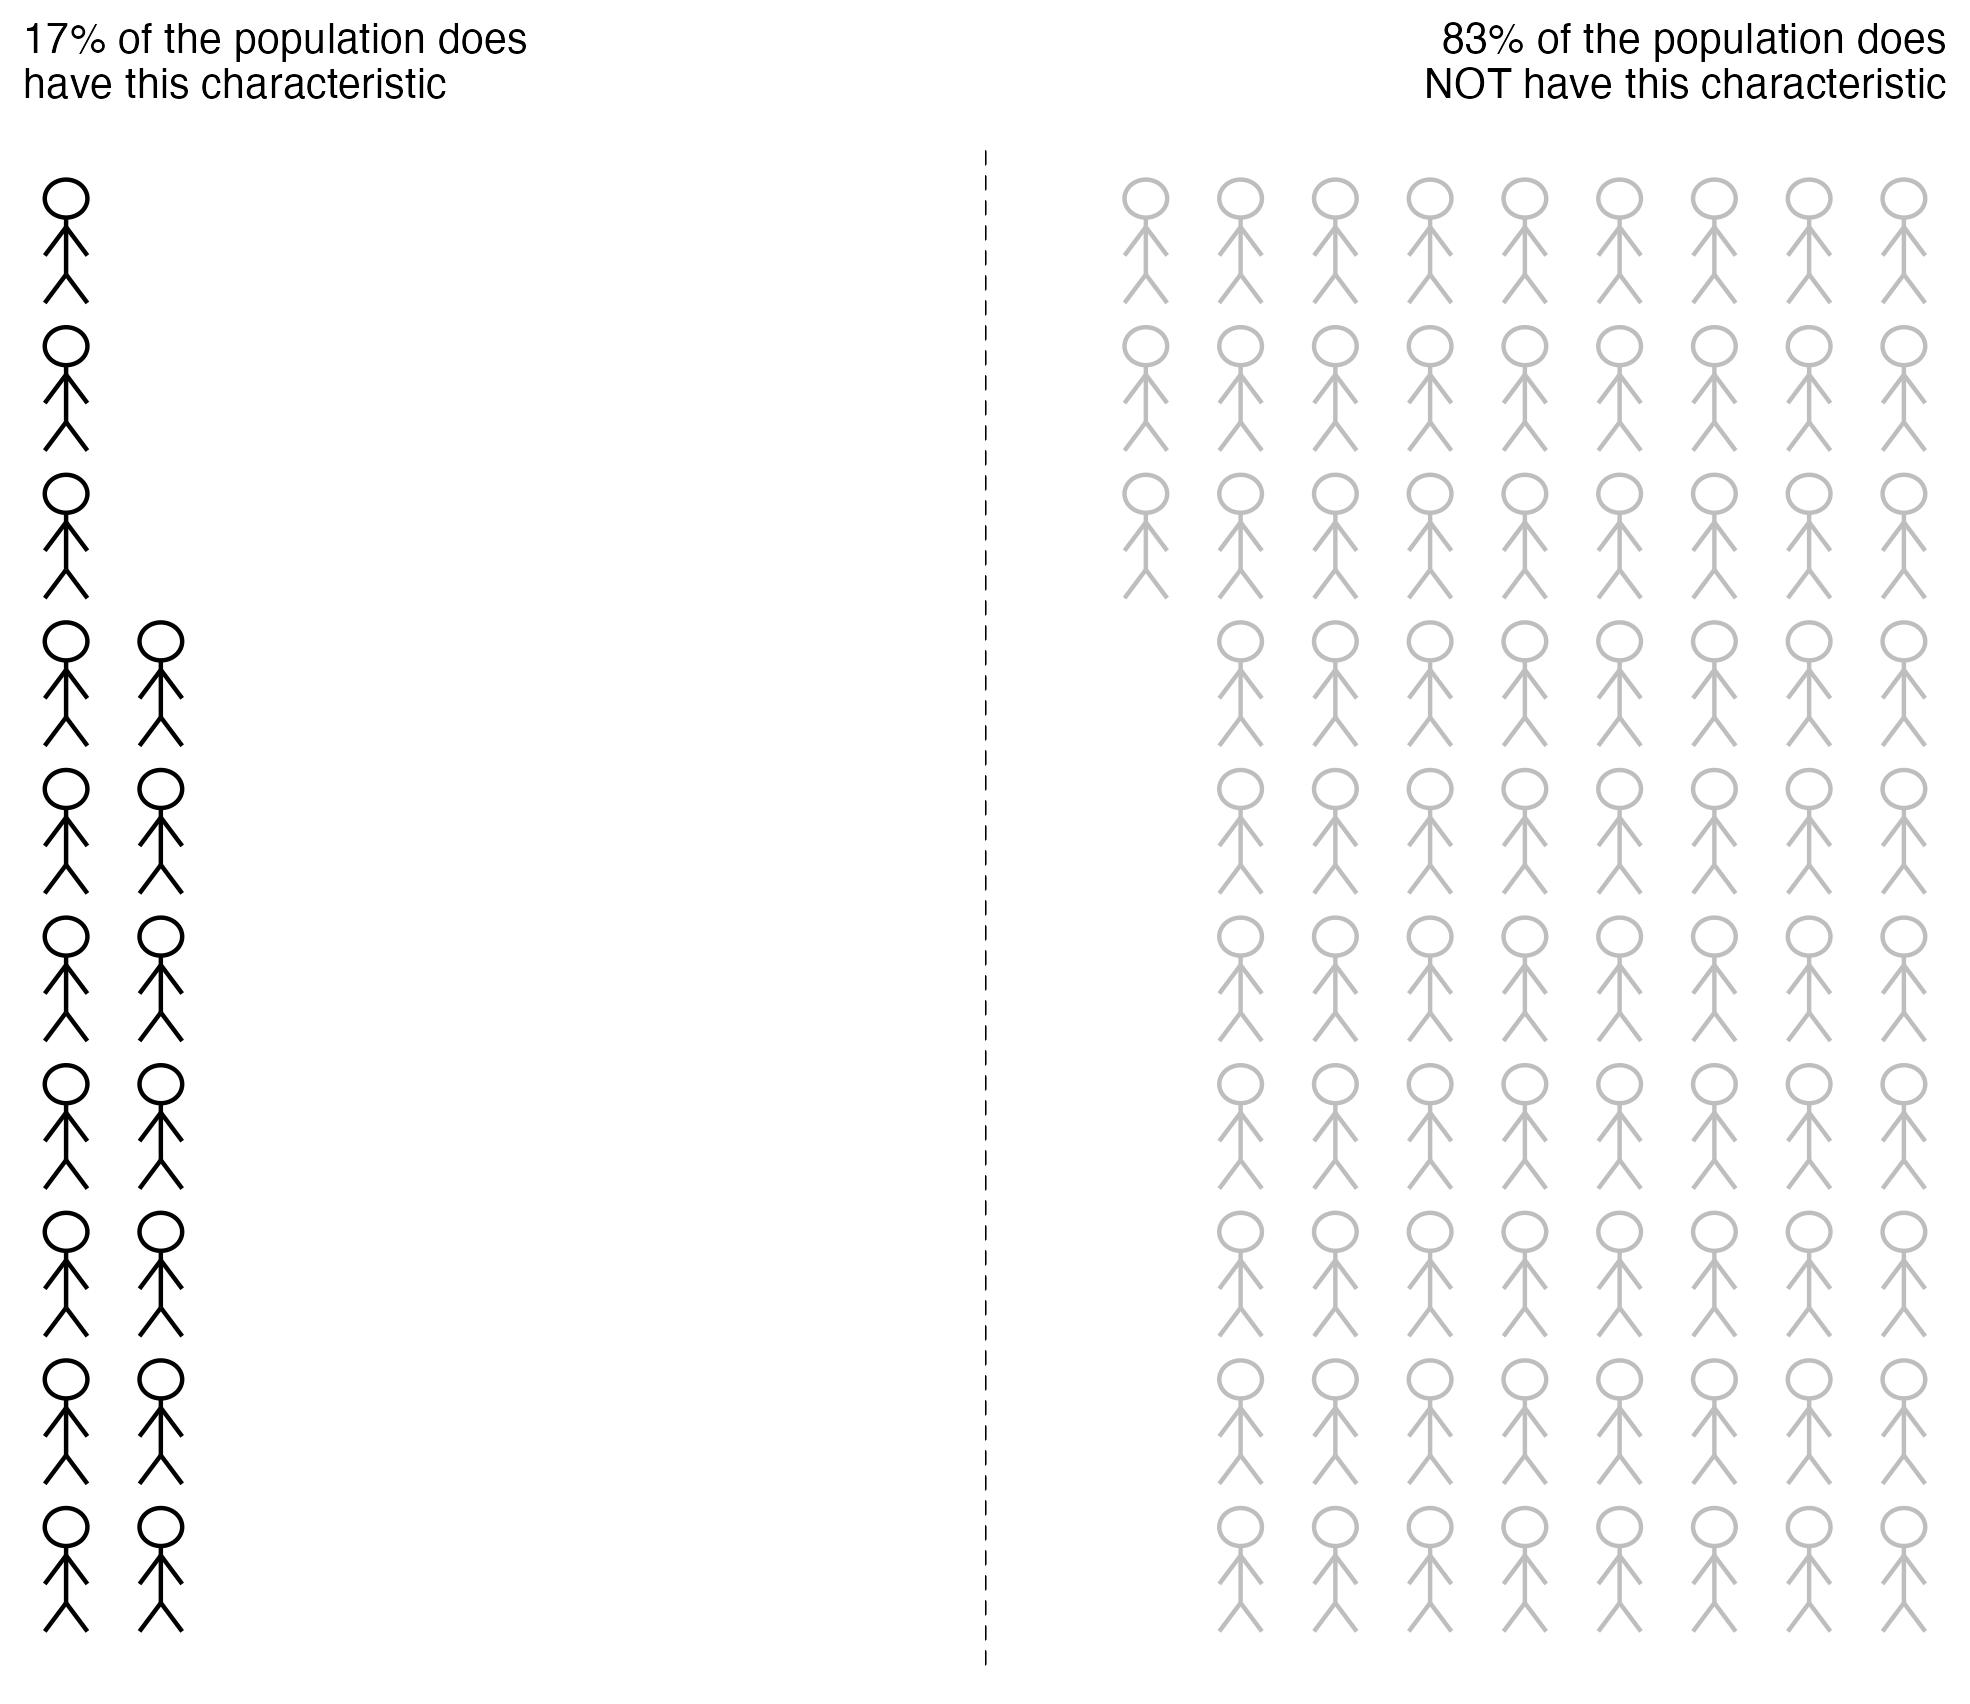 17% of the population does
have this characteristic
83% of the population does
NOT have this characteristic